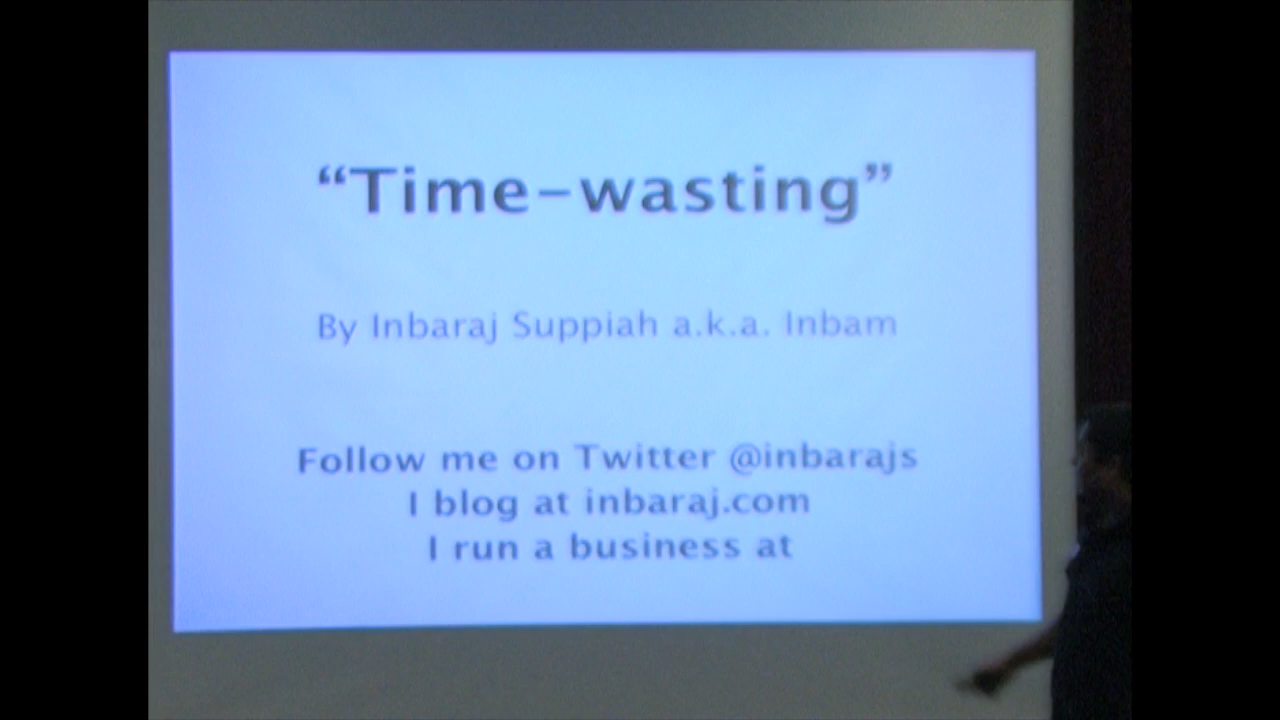 “Time-wasting”
By Inbaraj Suppiah a.k.a. Inbam
Follow me on Twitter @inbarajs
I blog at inbaraj.com
I run a business at